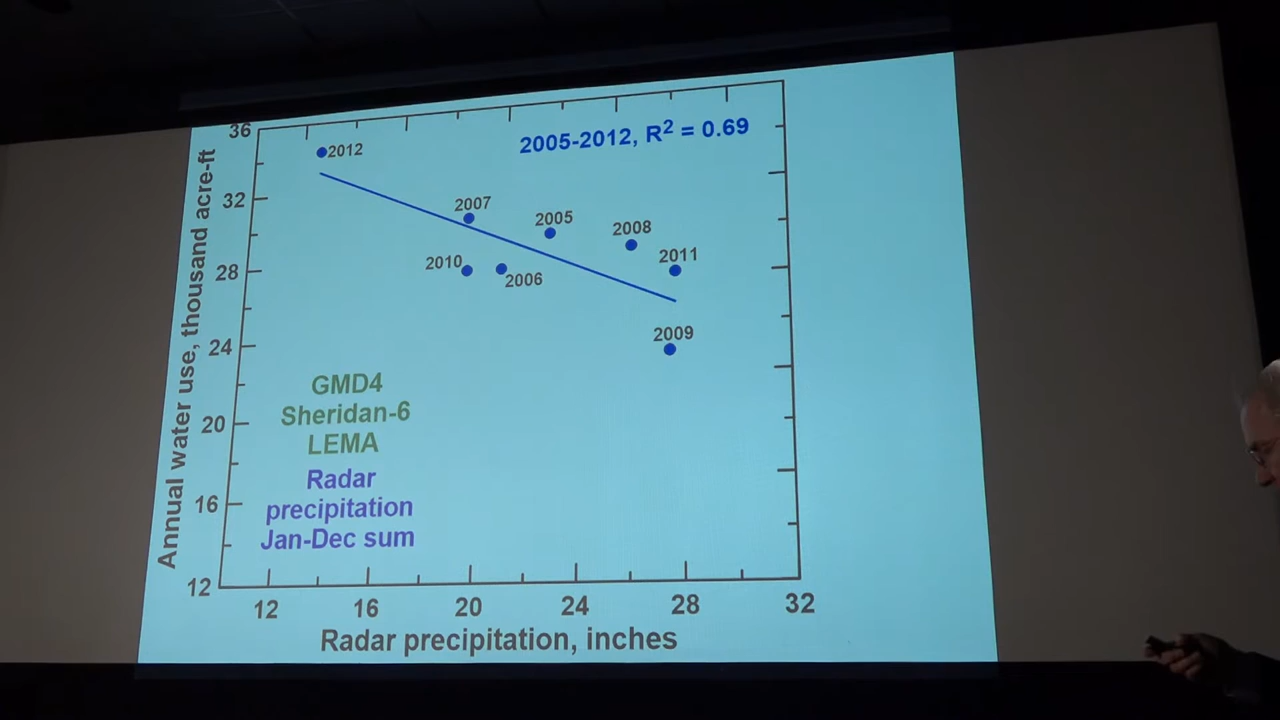 36
32
28
24
20
16
12
Annual water use, thousand acre-ft
2005-2012, R² = 0.69
2012
2007
2005
2008
2010
2006
2011
2009
GMD4
Sheridan-6
LEMA
Radar
precipitation
Jan-Dec sum
12 16 20 24 28 32
Radar precipitation, inches